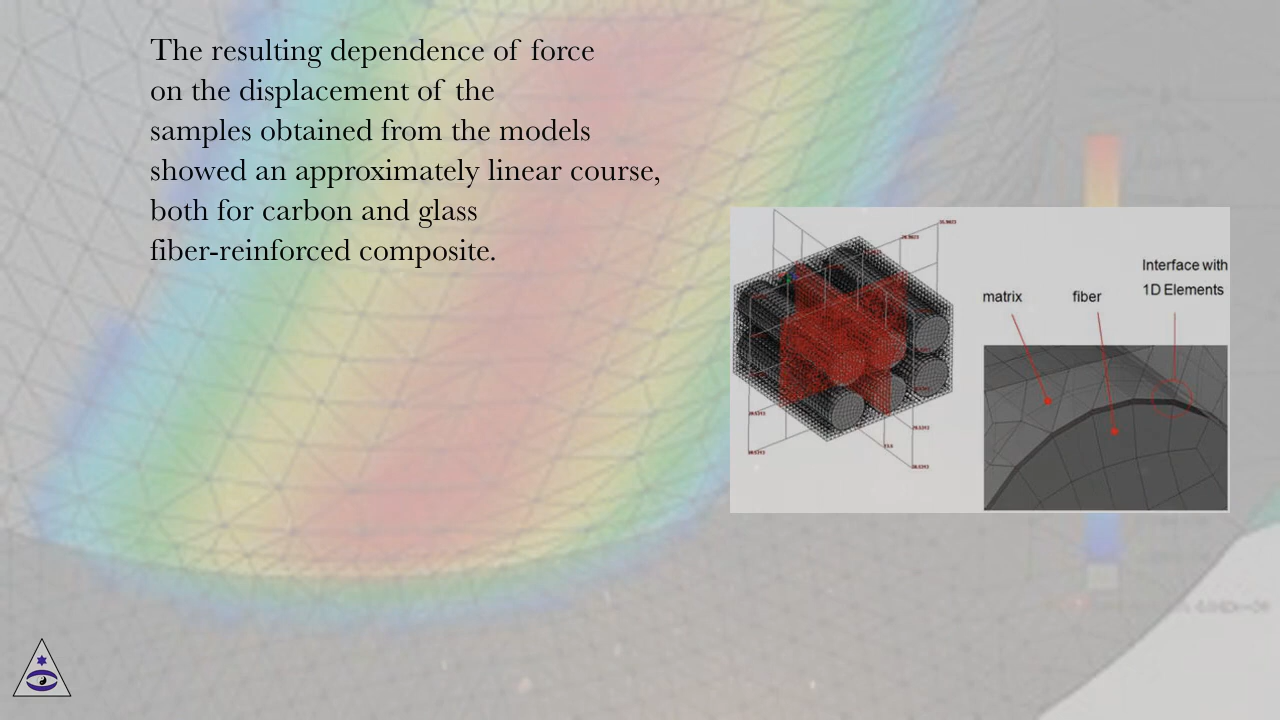 The resulting dependence of force
on the displacement of the
samples obtained from the models
showed an approximately linear course,
both for carbon and glass
fiber-reinforced composite.
Interface with
1D Elements
matrix
fiber